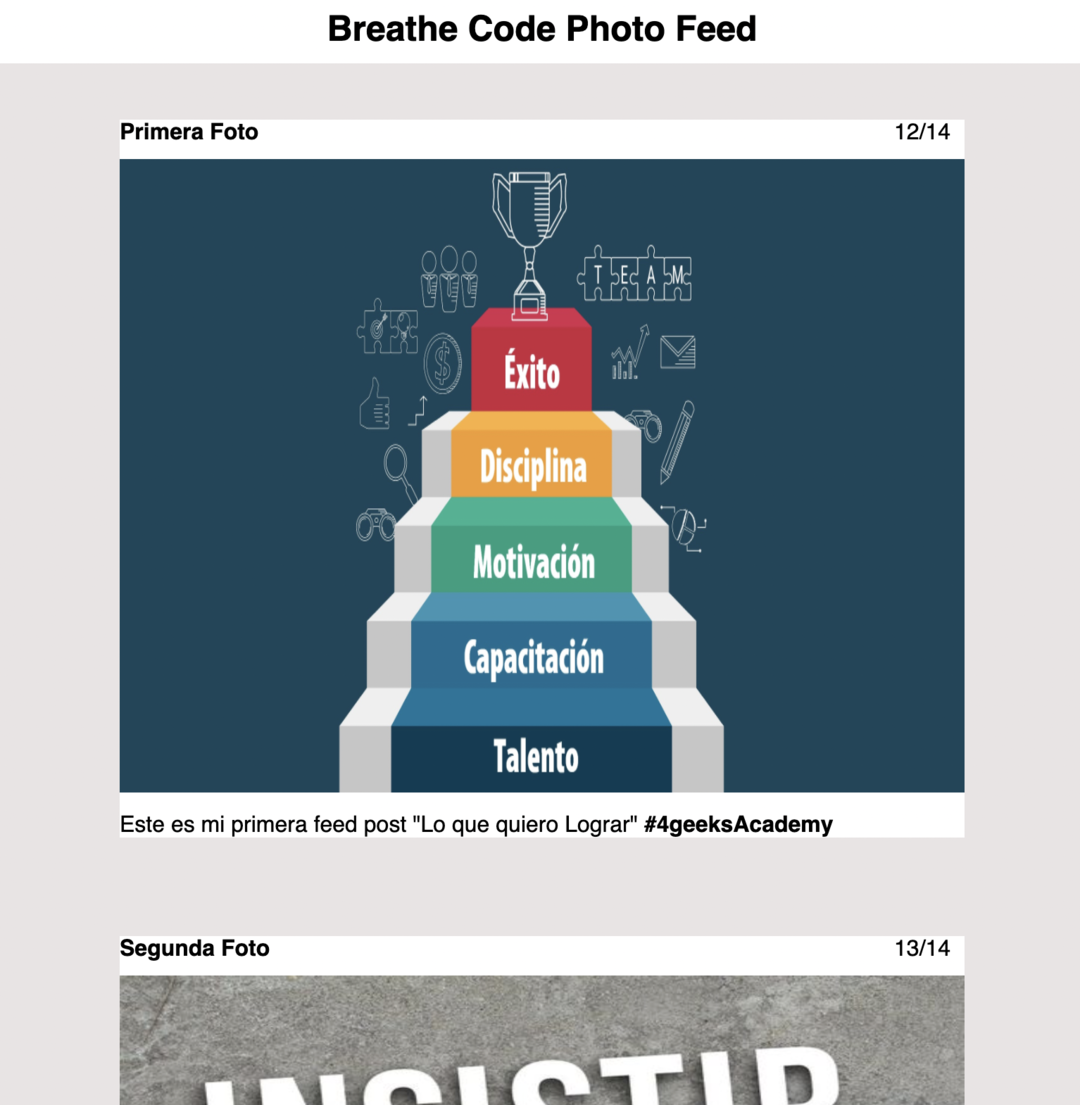 Breathe Code Photo Feed
Primera Foto 12/14
TEAM
$
Éxito
Disciplina
Motivación
Capacitación
Talento
Este es mi primera feed post "Lo que quiero Lograr" #4geeksAcademy
Segunda Foto 13/14
INSISTIR